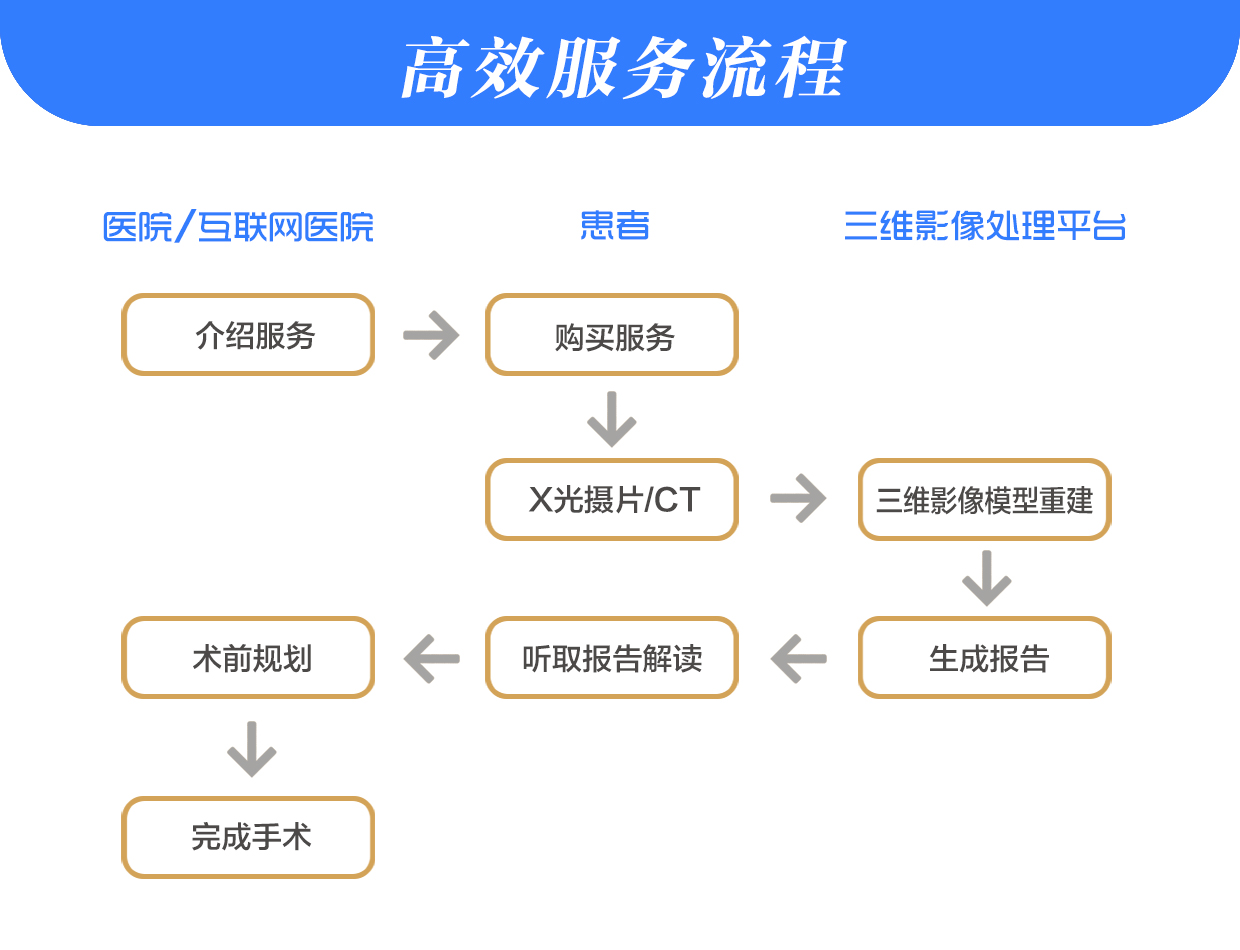 高效服务流程
医院/互联网医院
患者
三维影像处理平台
介绍服务
购买服务
X光摄片/CT
三维影像模型重建
术前规划
听取报告解读
生成报告
完成手术